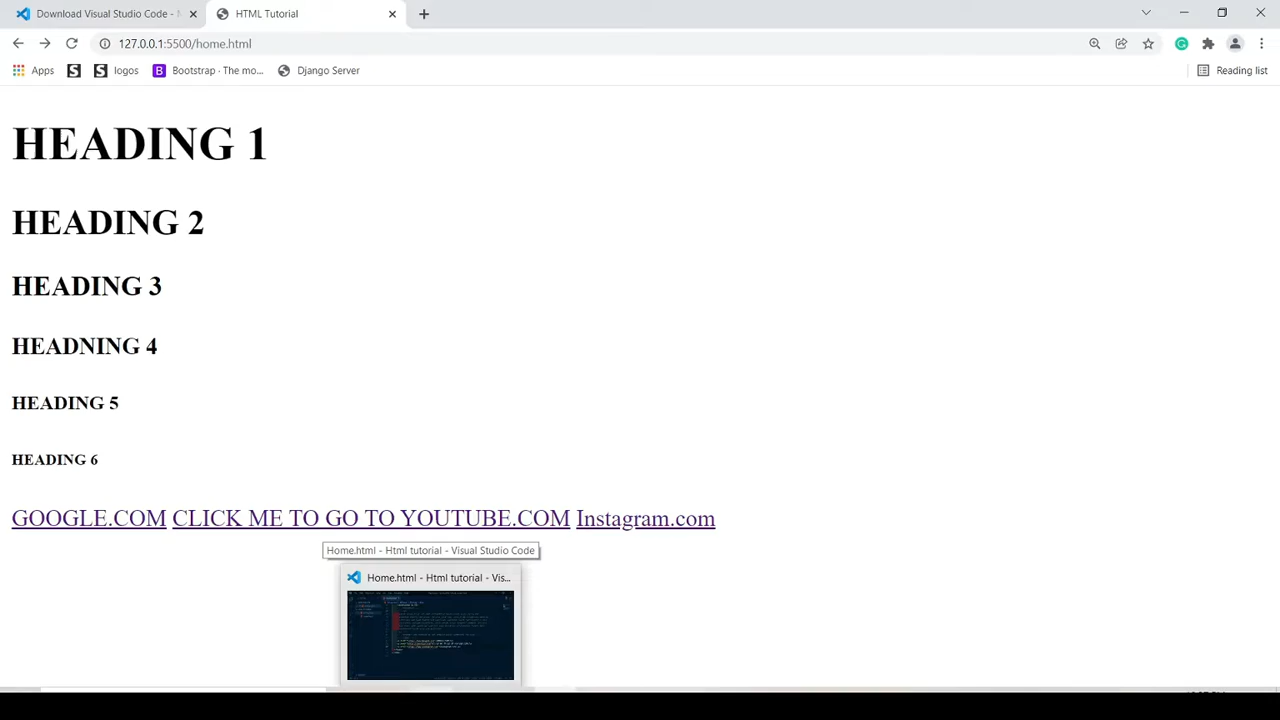 Download Visual Studio Code -
HTML Tutorial
127.0.0.1:5500/home.html
Apps
logos
Bootstrap · The mo...
Django Server
Reading list
HEADING 1
HEADING 2
HEADING 3
HEADNING 4
HEADING 5
HEADING 6
GOOGLE.COM CLICK ME TO GO TO YOUTUBE.COM Instagram.com
Home.html - Html tutorial - Visual Studio Code
Home.html - Html tutorial - Vis...